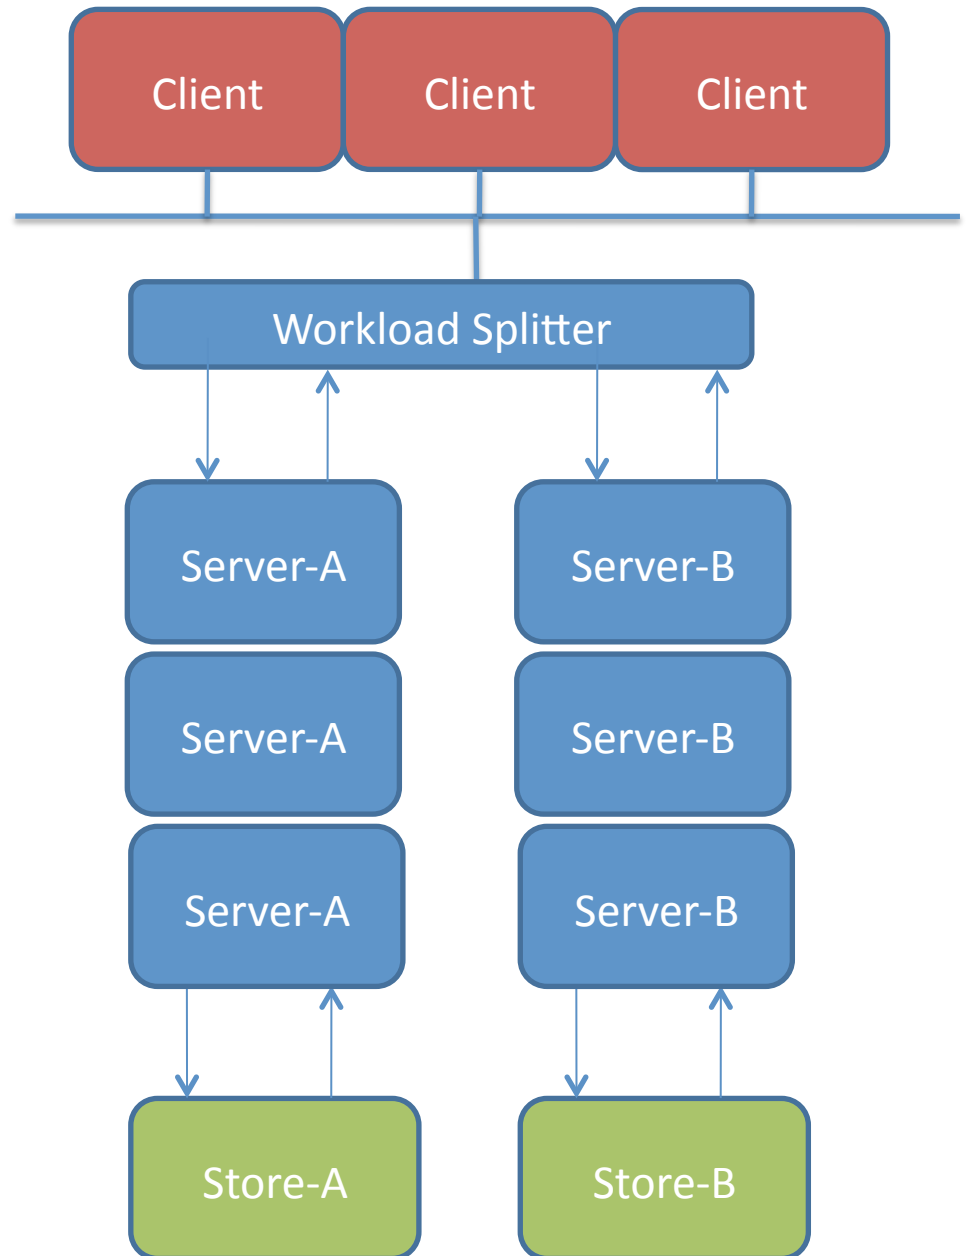 Client
Client
Client
Workload Splitter
Server-A
Server-B
Server-A
Server-B
Server-A
Server-B
Store-A
Store-B